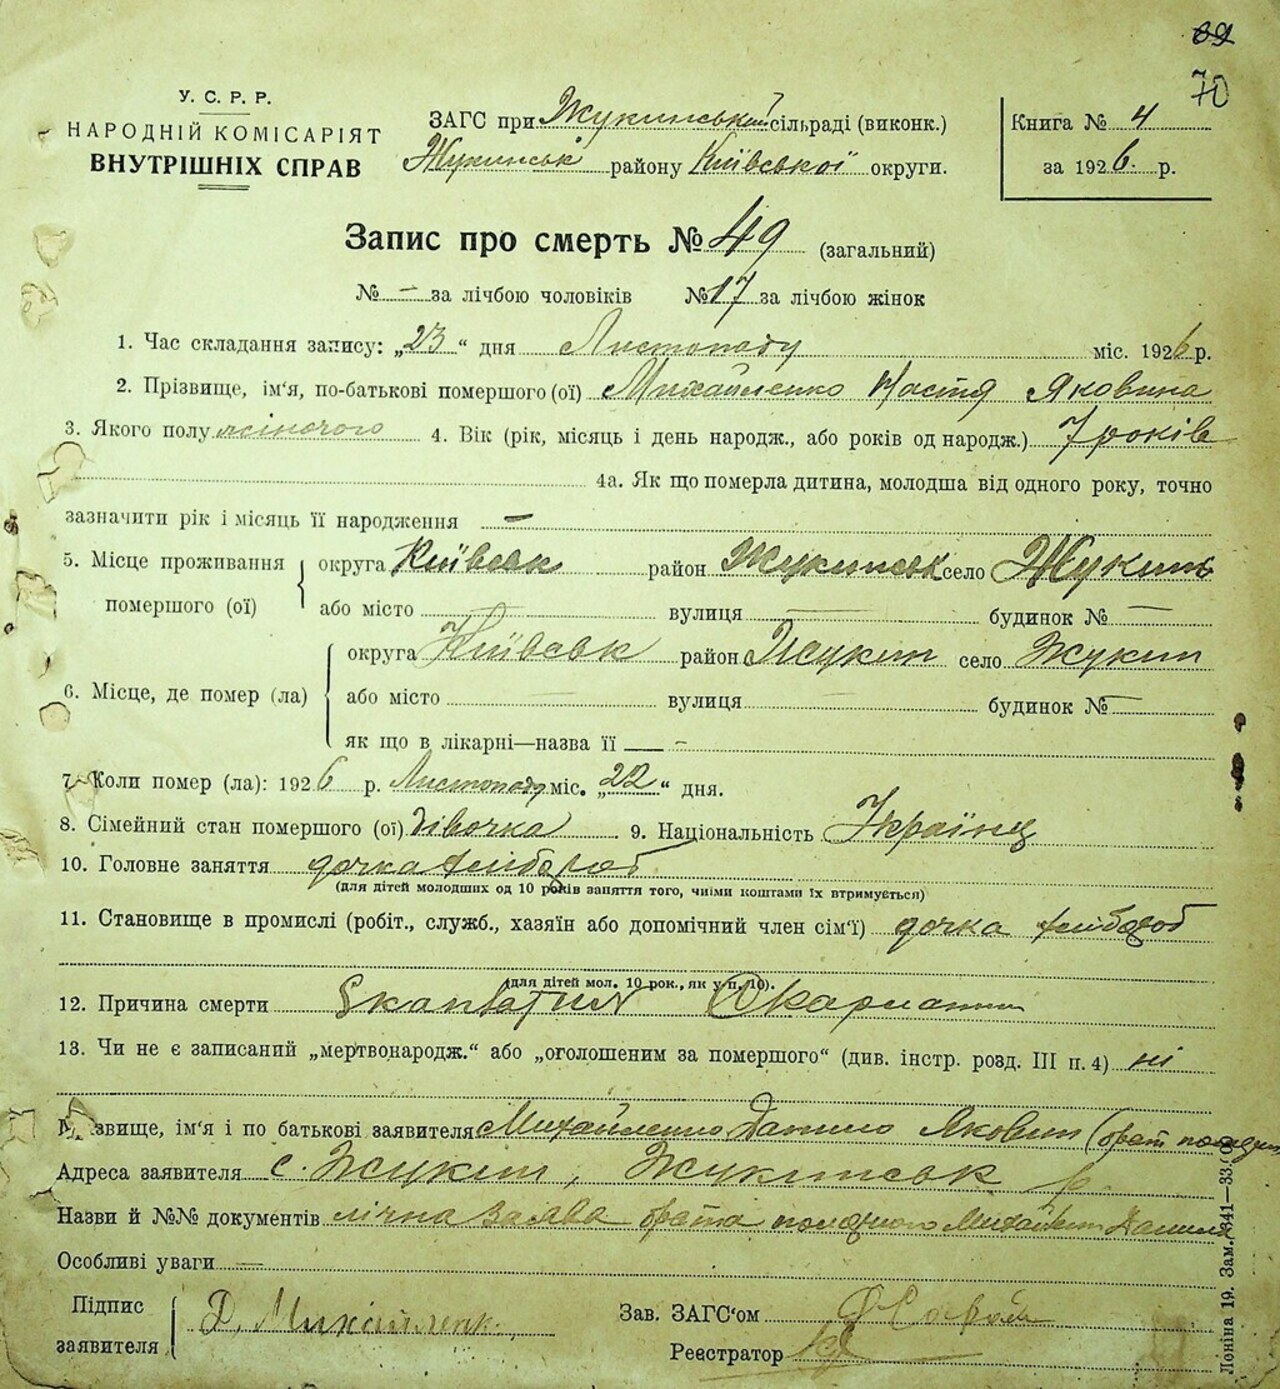 69
70
У. С. Р. Р.
НАРОДНІЙ КОМІСАРІЯТ
ВНУТРІШНІХ СПРАВ
ЗАГС при Жукинській сільраді (виконк.)
Жукинськ району Київської округи.
Книга № 4
за 1926 р.
Запис про смерть № 49 (загальний)
№ — за лічбою чоловіків № 17 за лічбою жінок
1. Час складання запису: „23“ дня Листопаду міс. 1926 р.
2. Прізвище, ім'я, по-батькові помершого (ої) Михайленко Настя Яковина
3. Якого полу жіночого 4. Вік (рік, місяць і день народж., або років од народж.) 7 років
4а. Як що померла дитина, молодша від одного року, точно
зазначити рік і місяць її народження —
5. Місце проживання помершого (ої) округа Київськ район Жукинськ село Жукин
або місто — вулиця — будинок № —
6. Місце, де помер (ла) округа Київськ район Жукин село Жукин
або місто — вулиця — будинок № —
як що в лікарні—назва її —
7. Коли помер (ла): 1926 р. Листопаду міс. „22“ дня.
8. Сімейний стан помершого (ої) дівочка 9. Національність Українц
10. Головне заняття дочка хлібороб
(для дітей молодших од 10 років заняття того, чиїми коштами їх втримується)
11. Становище в промислі (робіт., служб., хазяїн або допомічний член сім'ї) дочка хлібороб
(для дітей мол. 10 рок., як у п. 10).
12. Причина смерти Скарлатин
13. Чи не є записаний „мертвонародж.“ або „оголошеним за помершого“ (див. інстр. розд. III п. 4) ні
Прізвище, ім'я і по батькові заявителя Михайленко Данило Яковин (брат
Адреса заявителя с. Жукин, Жукинськ р.
Назви й №№ документів лічна заява брата Михайленк Данила
Особливі уваги —
Підпис заявителя Д. Михайленк.
Зав. ЗАГС'ом
Реєстратор
Лоніна 19. Зам. 341—33.